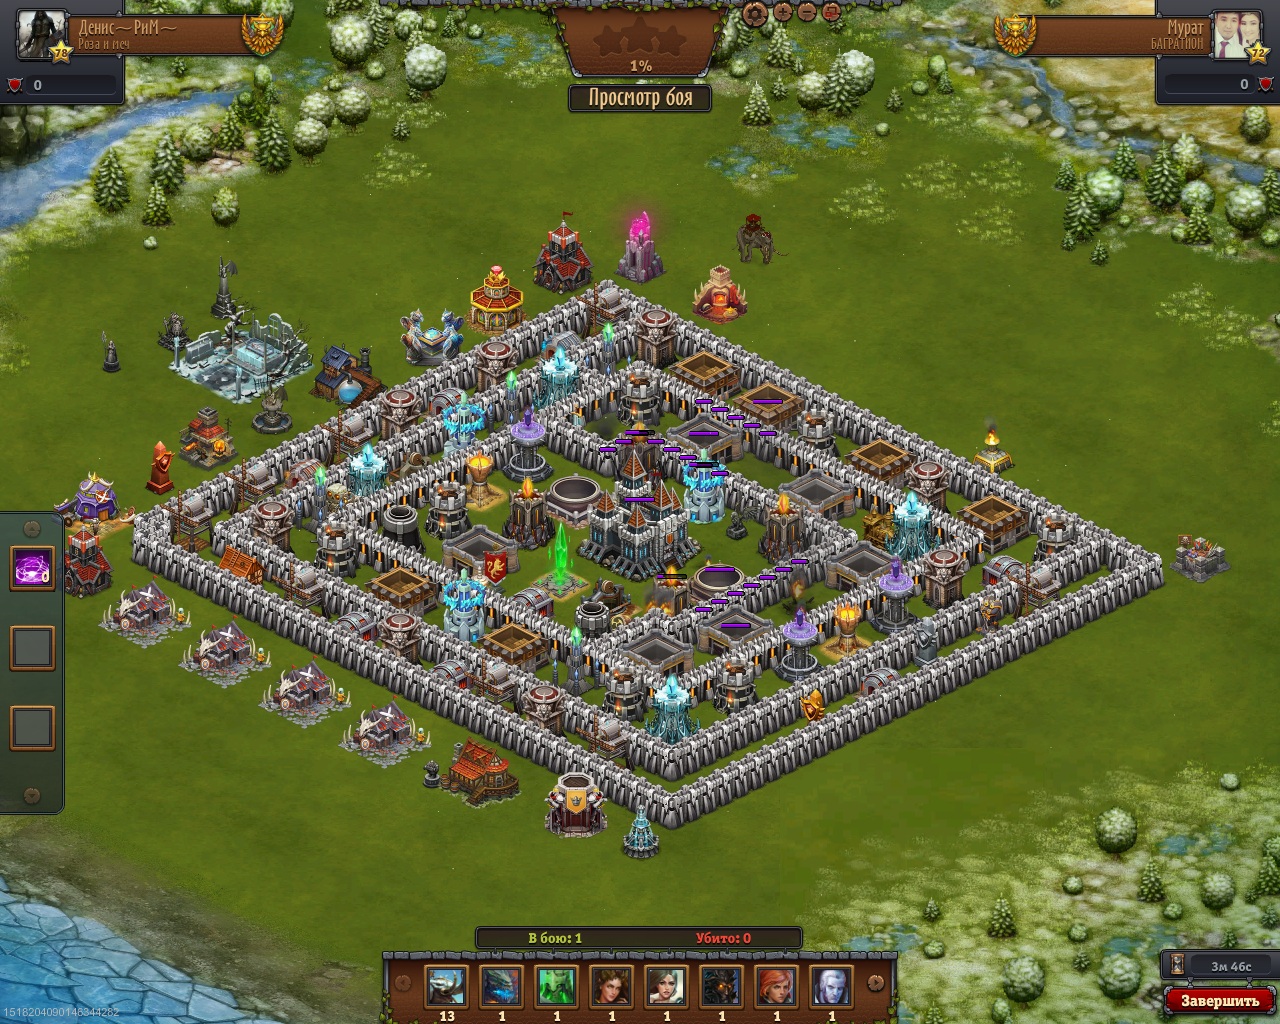 Денис~РиМ~
Роза и меч
78
0
1%
Просмотр боя
Мурат
БАГРАТИОН
72
0
0
В бою: 1
Убито: 0
13
1
1
1
1
1
1
1
3м 46с
Завершить
1518204090146344282